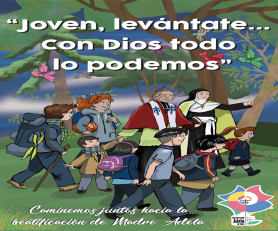 “Joven, levántate...
Con Dios todo
lo podemos”
Caminemos juntos hacia la
beatificación de Madre Adela